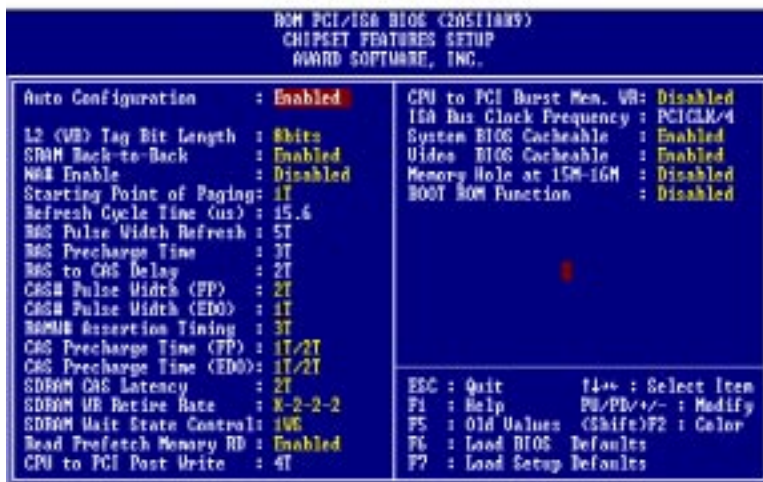 ROM PCI/ISA BIOS (2A5IIAK9)
CHIPSET FEATURES SETUP
AWARD SOFTWARE, INC.
Auto Configuration : Enabled
L2 (WB) Tag Bit Length : 8bits
SRAM Back-to-Back : Enabled
NA# Enable : Disabled
Starting Point of Paging: 1T
Refresh Cycle Time (us) : 15.6
RAS Pulse Width Refresh : 5T
RAS Precharge Time : 3T
RAS to CAS Delay : 2T
CAS# Pulse Width (FP) : 2T
CAS# Pulse Width (EDO) : 1T
RAMW# Assertion Timing : 3T
CAS Precharge Time (FP) : 1T/2T
CAS Precharge Time (EDO): 1T/2T
SDRAM CAS Latency : 2T
SDRAM WR Retire Rate : X-2-2-2
SDRAM Wait State Control: 1WS
Read Prefetch Memory RD : Enabled
CPU to PCI Post Write : 4T
CPU to PCI Burst Mem. WR: Disabled
ISA Bus Clock Frequency : PCICLK/4
System BIOS Cacheable : Enabled
Video BIOS Cacheable : Enabled
Memory Hole at 15M-16M : Disabled
BOOT ROM Function : Disabled
ESC : Quit ↑↓→← : Select Item
F1 : Help PU/PD/+/- : Modify
F5 : Old Values (Shift)F2 : Color
F6 : Load BIOS Defaults
F7 : Load Setup Defaults